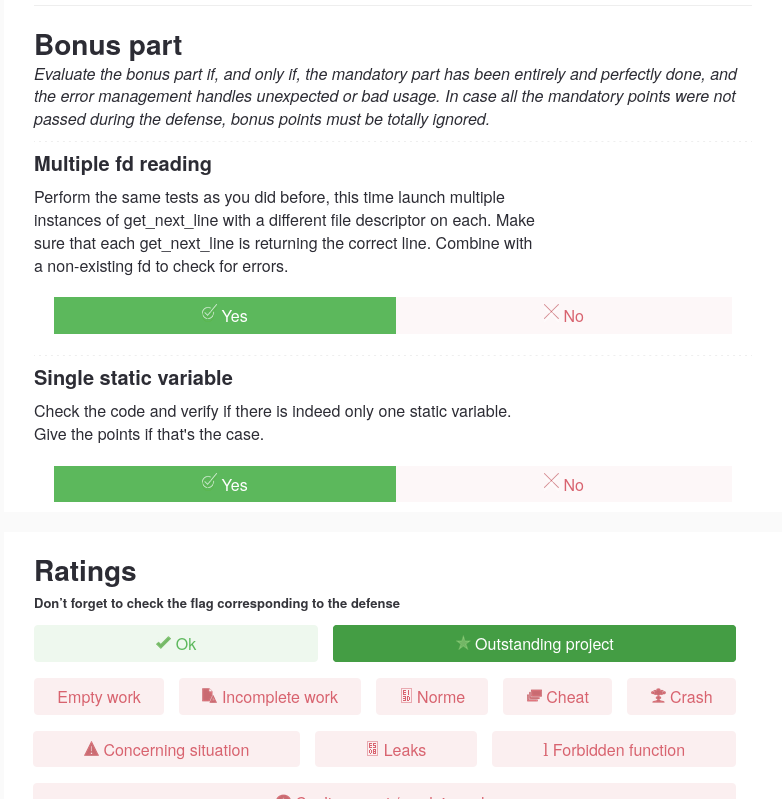 Bonus part
Evaluate the bonus part if, and only if, the mandatory part has been entirely and perfectly done, and
the error management handles unexpected or bad usage. In case all the mandatory points were not
passed during the defense, bonus points must be totally ignored.
Multiple fd reading
Perform the same tests as you did before, this time launch multiple
instances of get_next_line with a different file descriptor on each. Make
sure that each get_next_line is returning the correct line. Combine with
a non-existing fd to check for errors.
Yes No
Single static variable
Check the code and verify if there is indeed only one static variable.
Give the points if that's the case.
Yes No
Ratings
Don't forget to check the flag corresponding to the defense
Ok Outstanding project
Empty work Incomplete work Norme Cheat Crash
Concerning situation Leaks Forbidden function